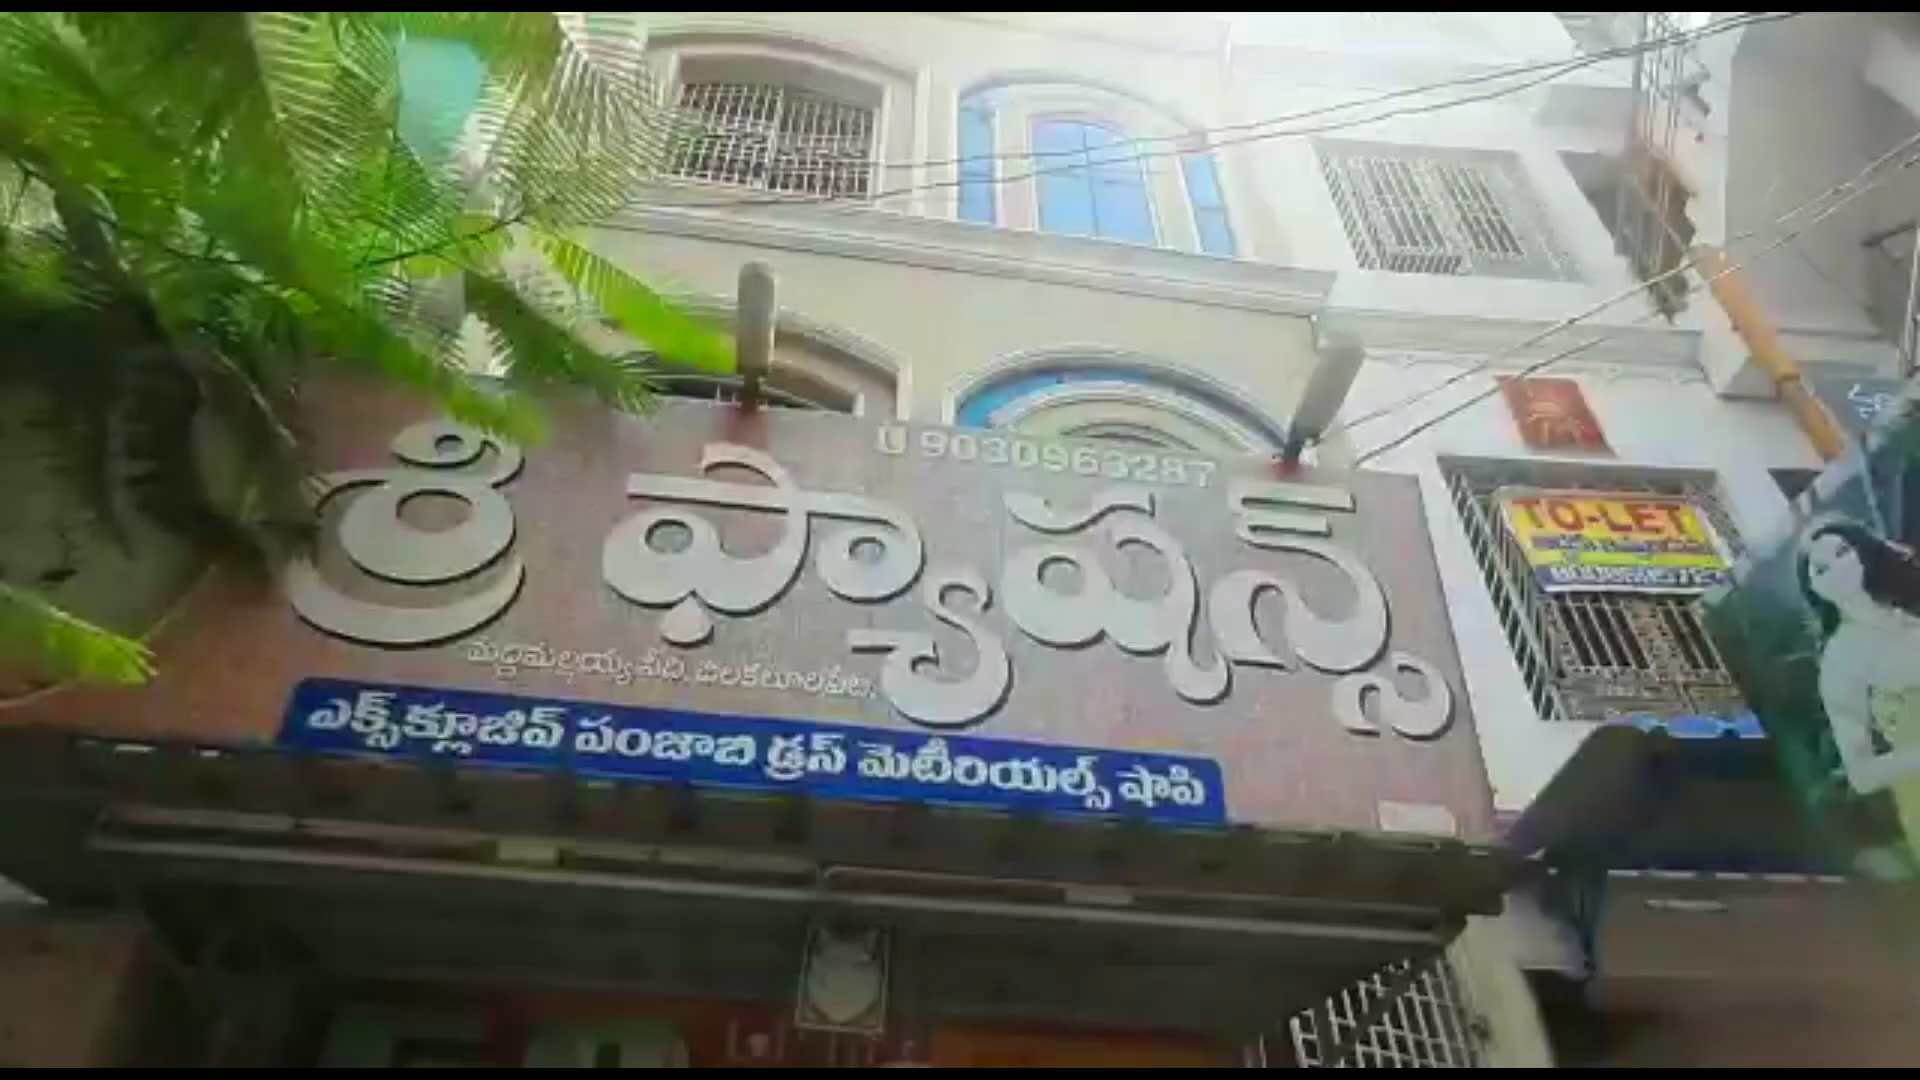 9030963287
శ్రీ ఫ్యాషన్స్
మద్దిమల్లయ్య వీధి, చిలకలూరిపేట.
ఎక్స్‌క్లూజివ్ పంజాబి డ్రస్ మెటీరియల్స్ షాపి
TO-LET